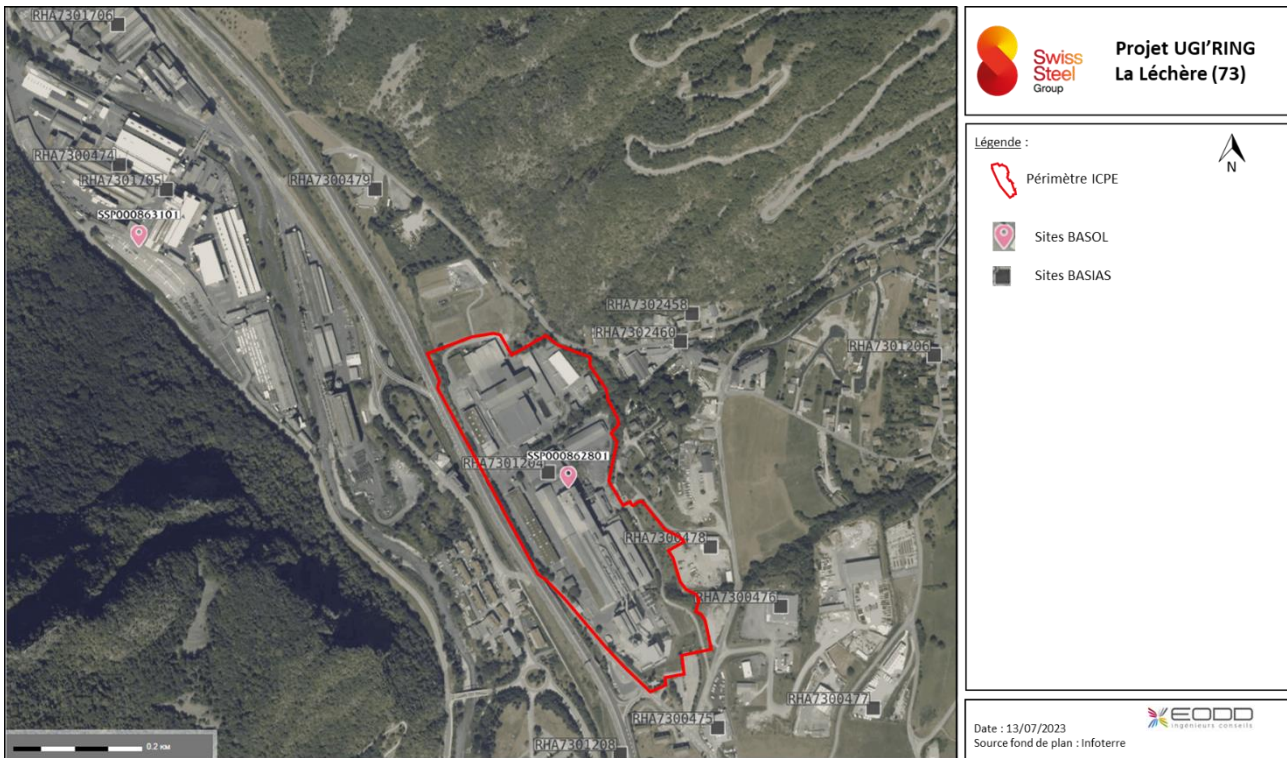 RHA7301706
RHA7300474
RHA7301705
RHA7300479
SSP000863101
RHA7302458
RHA7302460
RHA7301206
SSP000862801
RHA7301204
RHA7300478
RHA7300476
RHA7300477
RHA7300475
RHA7301208
0.2 KM
Swiss
Steel
Group
Projet UGI'RING
La Léchère (73)
Légende :
N
Périmètre ICPE
Sites BASOL
Sites BASIAS
Date : 13/07/2023
Source fond de plan : Infoterre
EODD
ingénieurs conseils